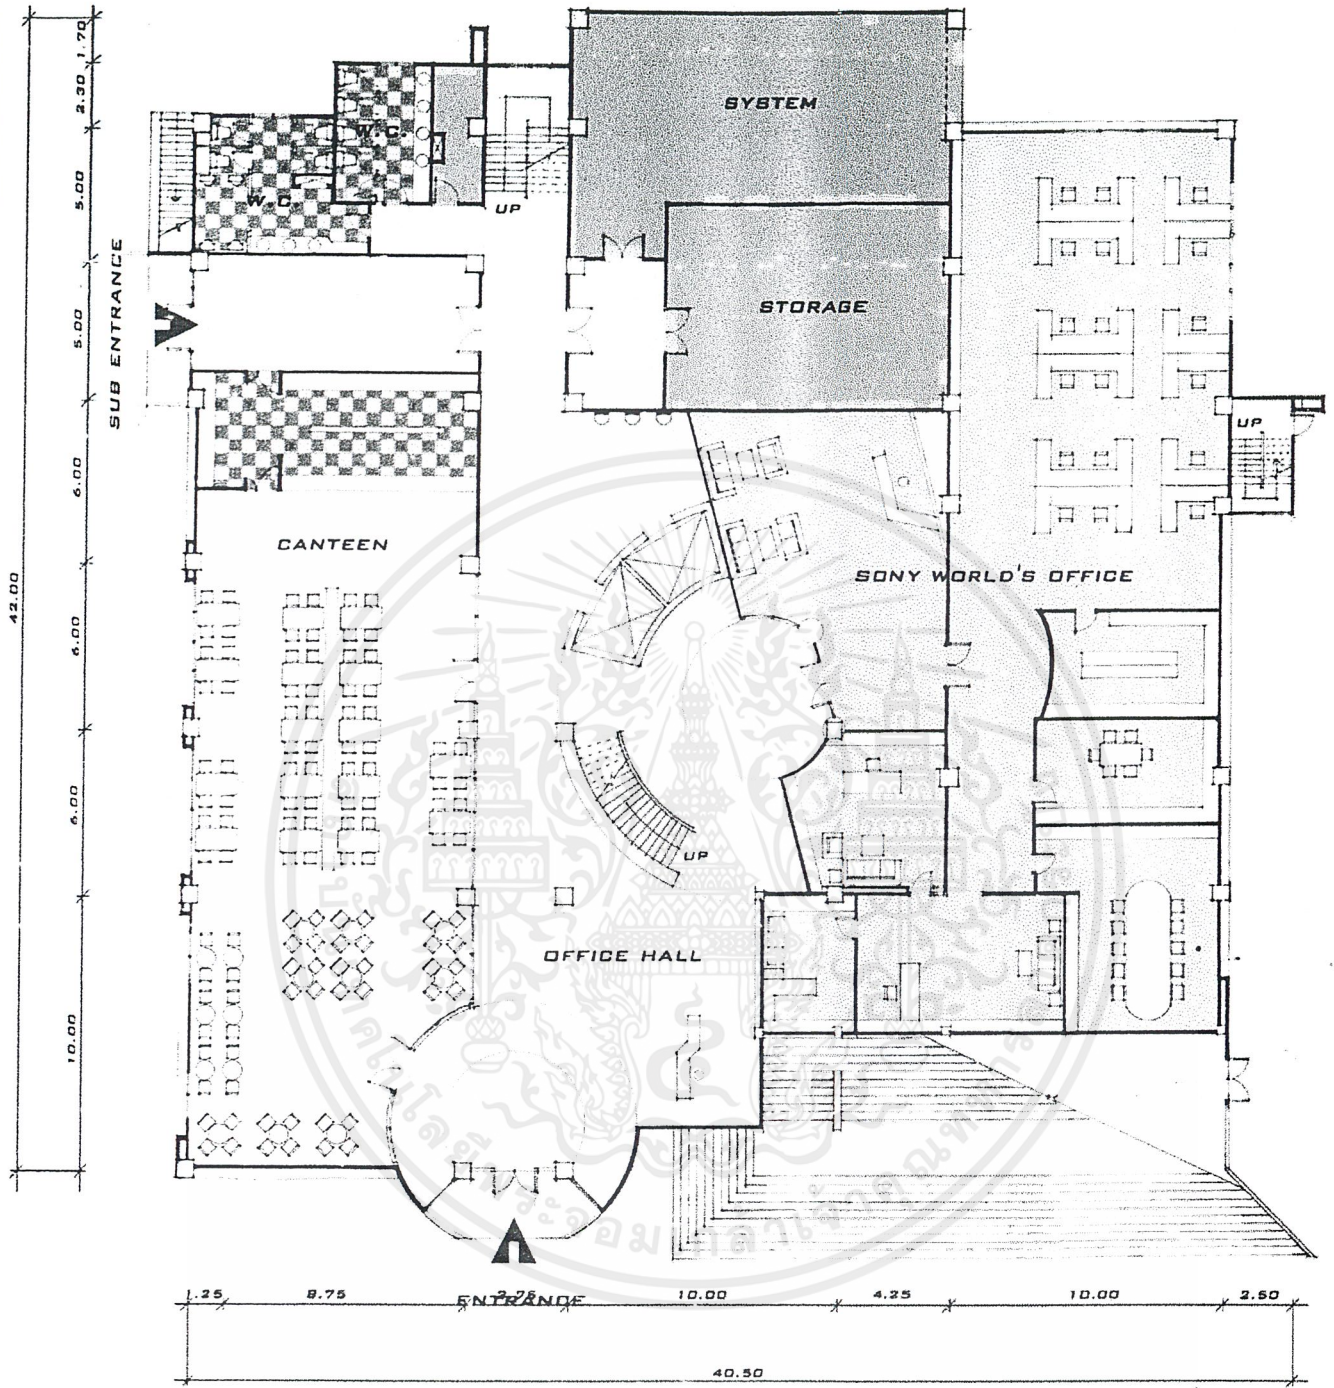 SYSTEM
W.C.
W.C.
UP
STORAGE
SUB ENTRANCE
UP
CANTEEN
SONY WORLD'S OFFICE
UP
OFFICE HALL
ENTRANCE
1.70
2.30
5.00
5.00
6.00
6.00
6.00
10.00
42.00
1.25
8.75
10.00
4.25
10.00
2.50
40.50